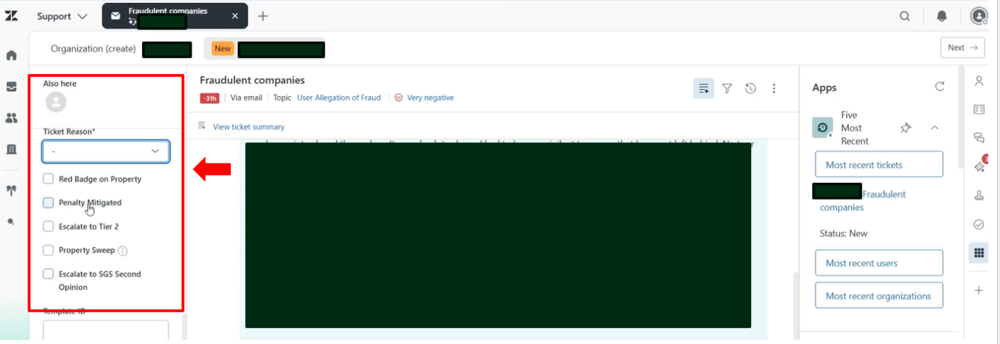 Support
Fraudulent companies
Organization (create)
New
Next
Also here
Ticket Reason*
-
Red Badge on Property
Penalty Mitigated
Escalate to Tier 2
Property Sweep
Escalate to SGS Second
Opinion
Template ID
Fraudulent companies
-31h
Via email
Topic
User Allegation of Fraud
Very negative
View ticket summary
Apps
Five
Most
Recent
Most recent tickets
Fraudulent
companies
Status: New
Most recent users
Most recent organizations